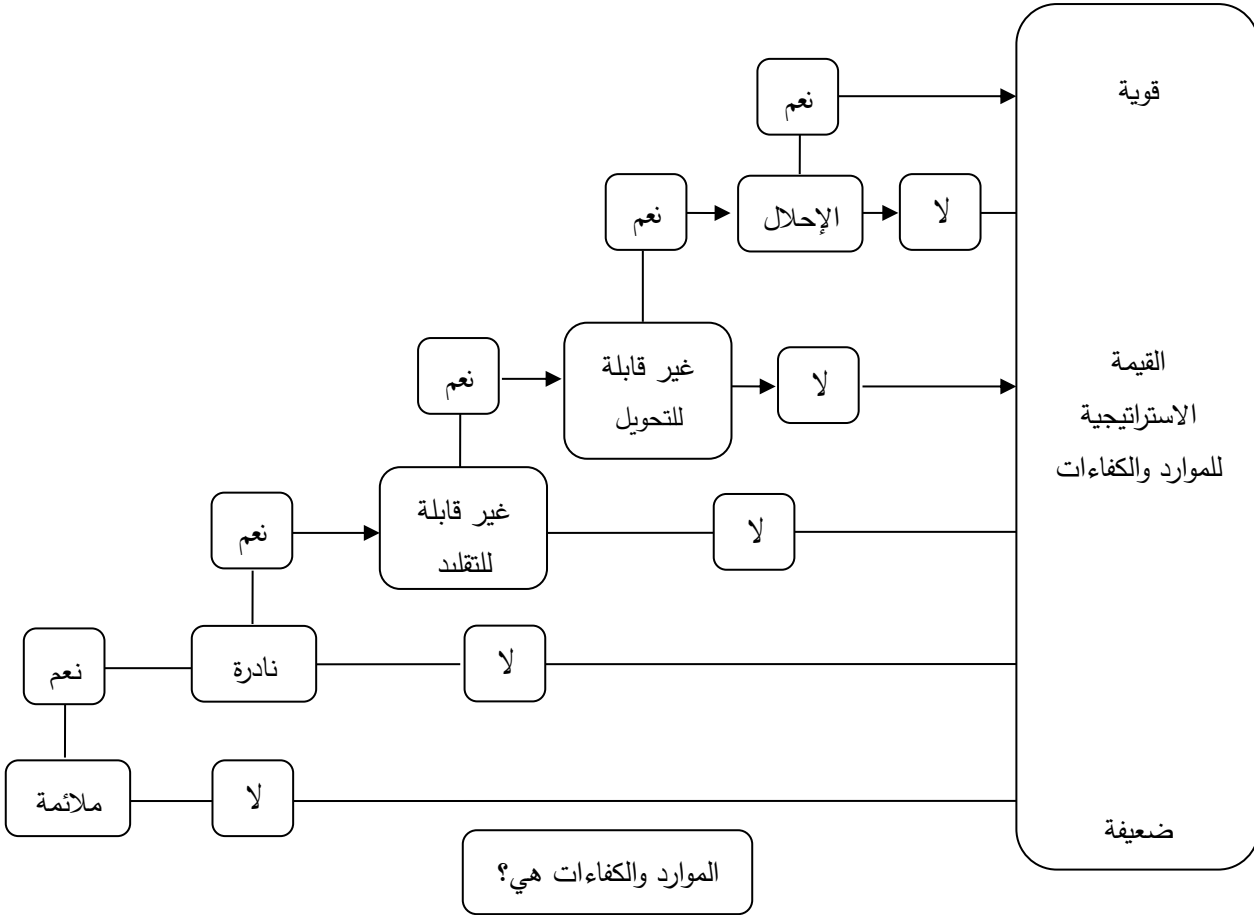 نعم
قوية
نعم
الإحلال
لا
نعم
غير قابلة
للتحويل
لا
القيمة
الاستراتيجية
للموارد والكفاءات
نعم
غير قابلة
للتقليد
لا
نعم
نادرة
لا
ملائمة
لا
ضعيفة
الموارد والكفاءات هي؟
نعم